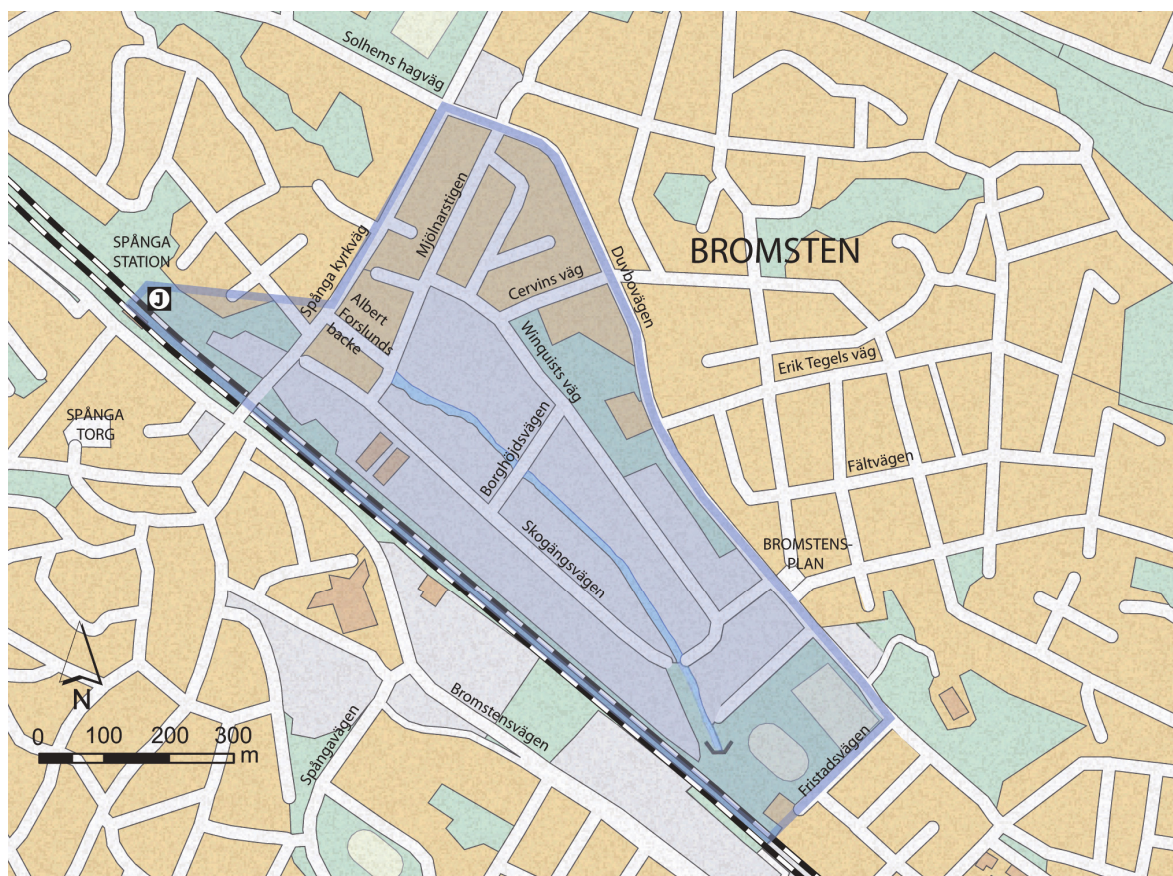 Solhems hagväg
SPÅNGA
STATION
J
Spånga kyrkväg
Mjölnarstigen
Albert
Forslunds
backe
Cervins väg
Duvbovägen
BROMSTEN
Winquists väg
Erik Tegels väg
SPÅNGA
TORG
Borghöjdsvägen
Fältvägen
Skogängsvägen
BROMSTENS-
PLAN
N
0 100 200 300
m
Spångavägen
Bromstensvägen
Fristadsvägen